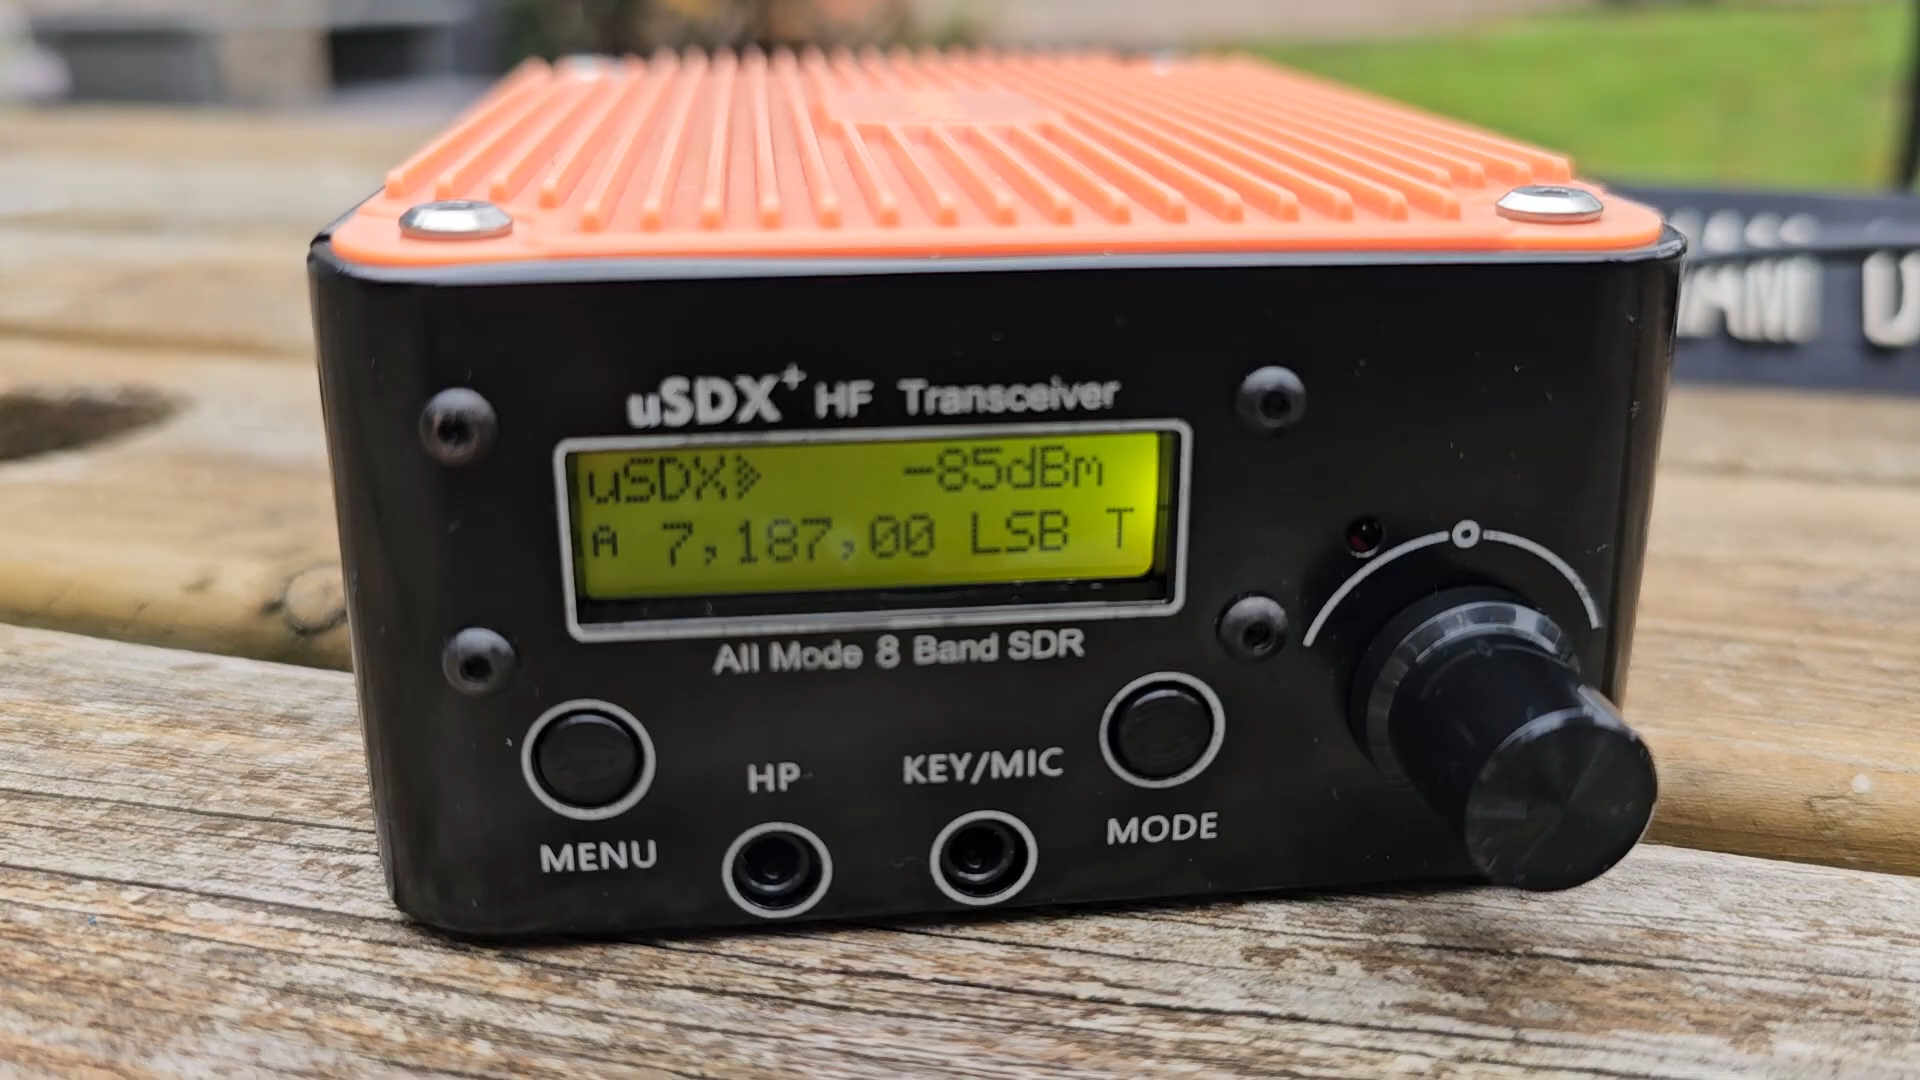 uSDX+ HF Transceiver
uSDX -85dBm
A 7,187,00 LSB T
All Mode 8 Band SDR
HP
KEY/MIC
MENU
MODE